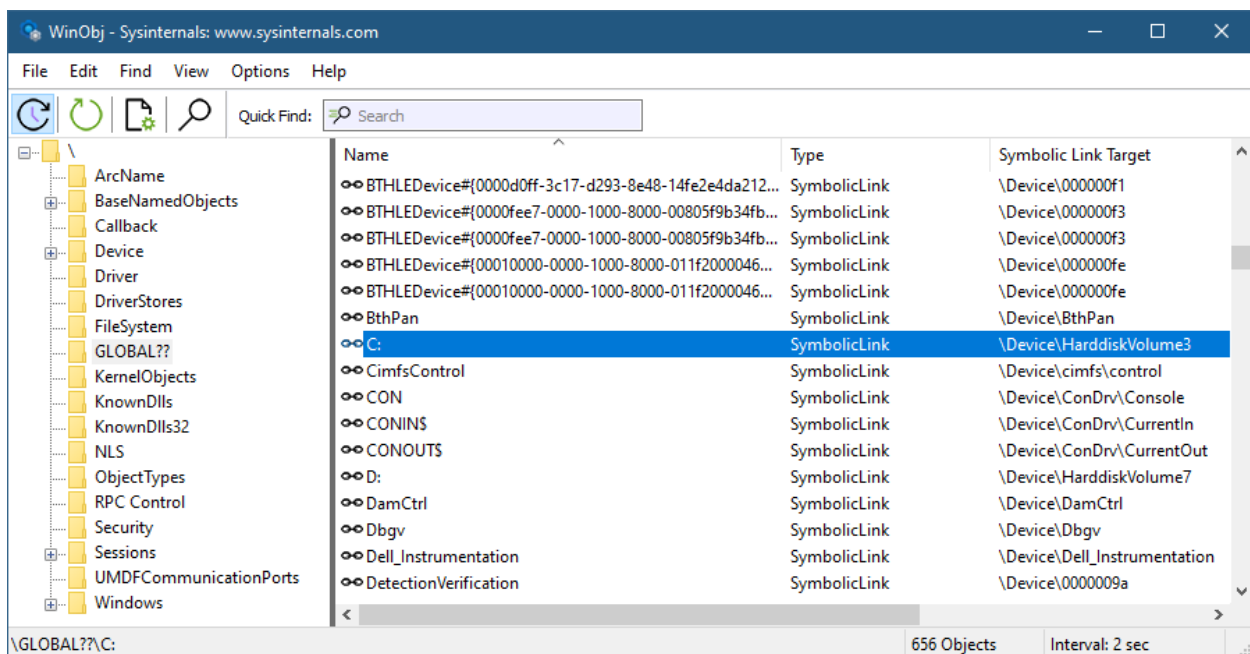 WinObj - Sysinternals: www.sysinternals.com
File Edit Find View Options Help
Quick Find: Search
\
ArcName
BaseNamedObjects
Callback
Device
Driver
DriverStores
FileSystem
GLOBAL??
KernelObjects
KnownDlls
KnownDlls32
NLS
ObjectTypes
RPC Control
Security
Sessions
UMDFCommunicationPorts
Windows
Name Type Symbolic Link Target
BTHLEDevice#{0000d0ff-3c17-d293-8e48-14fe2e4da212... SymbolicLink \Device\000000f1
BTHLEDevice#{0000fee7-0000-1000-8000-00805f9b34fb... SymbolicLink \Device\000000f3
BTHLEDevice#{0000fee7-0000-1000-8000-00805f9b34fb... SymbolicLink \Device\000000f3
BTHLEDevice#{00010000-0000-1000-8000-011f2000046... SymbolicLink \Device\000000fe
BTHLEDevice#{00010000-0000-1000-8000-011f2000046... SymbolicLink \Device\000000fe
BthPan SymbolicLink \Device\BthPan
C: SymbolicLink \Device\HarddiskVolume3
CimfsControl SymbolicLink \Device\cimfs\control
CON SymbolicLink \Device\ConDrv\Console
CONIN$ SymbolicLink \Device\ConDrv\CurrentIn
CONOUT$ SymbolicLink \Device\ConDrv\CurrentOut
D: SymbolicLink \Device\HarddiskVolume7
DamCtrl SymbolicLink \Device\DamCtrl
Dbgv SymbolicLink \Device\Dbgv
Dell_Instrumentation SymbolicLink \Device\Dell_Instrumentation
DetectionVerification SymbolicLink \Device\0000009a
\GLOBAL??\C: 656 Objects Interval: 2 sec